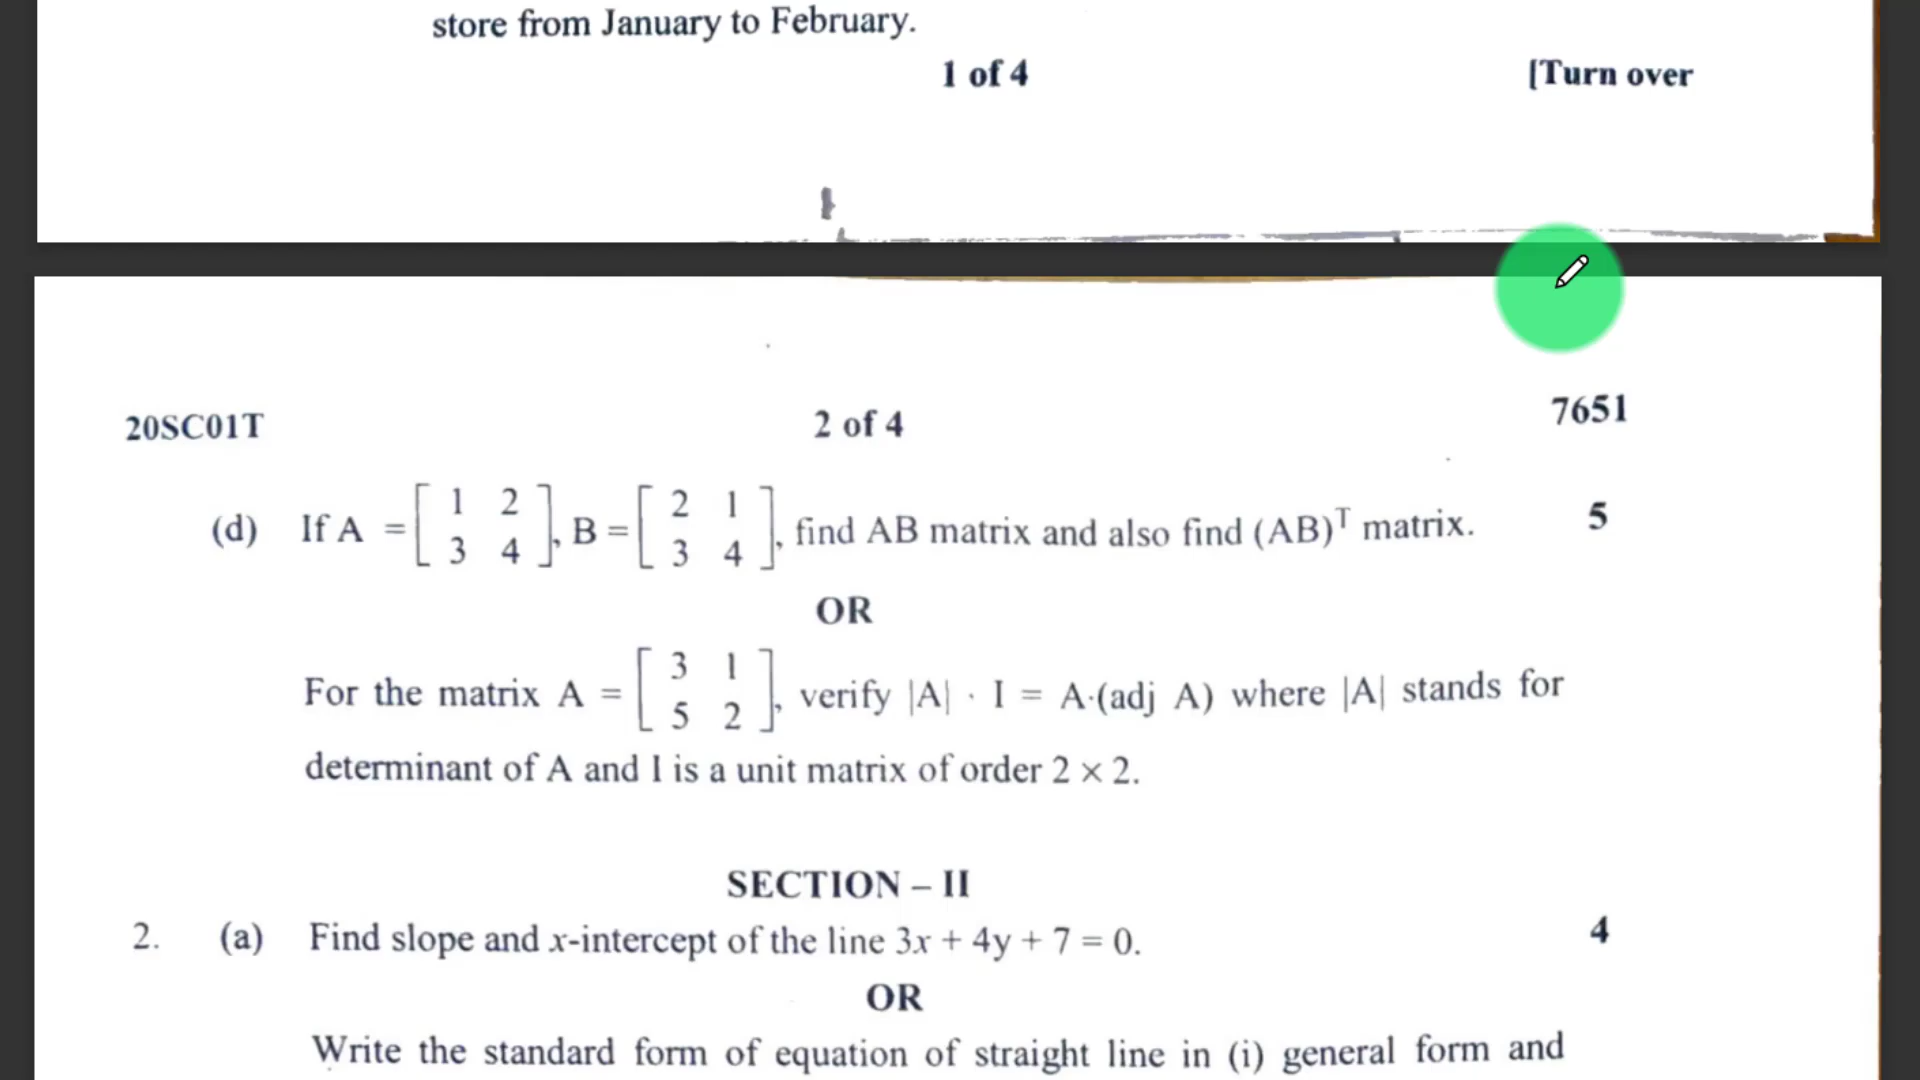 store from January to February.
1 of 4 [Turn over
20SC01T 2 of 4 7651
(d) If A = [ 1 2 3 4 ], B = [ 2 1 3 4 ], find AB matrix and also find (AB)ᵀ matrix. 5
OR
For the matrix A = [ 3 1 5 2 ], verify |A| · I = A·(adj A) where |A| stands for
determinant of A and I is a unit matrix of order 2 × 2.
SECTION – II
2. (a) Find slope and x-intercept of the line 3x + 4y + 7 = 0. 4
OR
Write the standard form of equation of straight line in (i) general form and